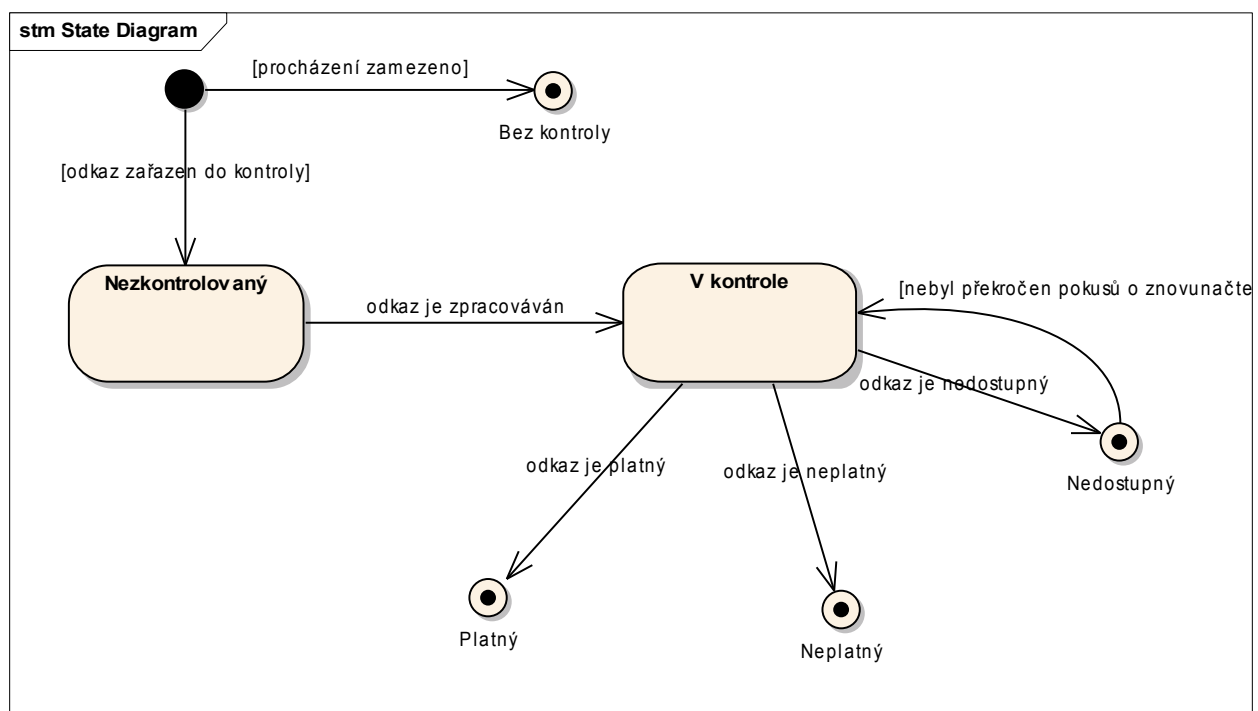 stm State Diagram
[procházení zamezeno]
Bez kontroly
[odkaz zařazen do kontroly]
Nezkontrolovaný
V kontrole
[nebyl překročen pokusů o znovunačte
odkaz je zpracováván
odkaz je nedostupný
odkaz je platný
odkaz je neplatný
Nedostupný
Platný
Neplatný